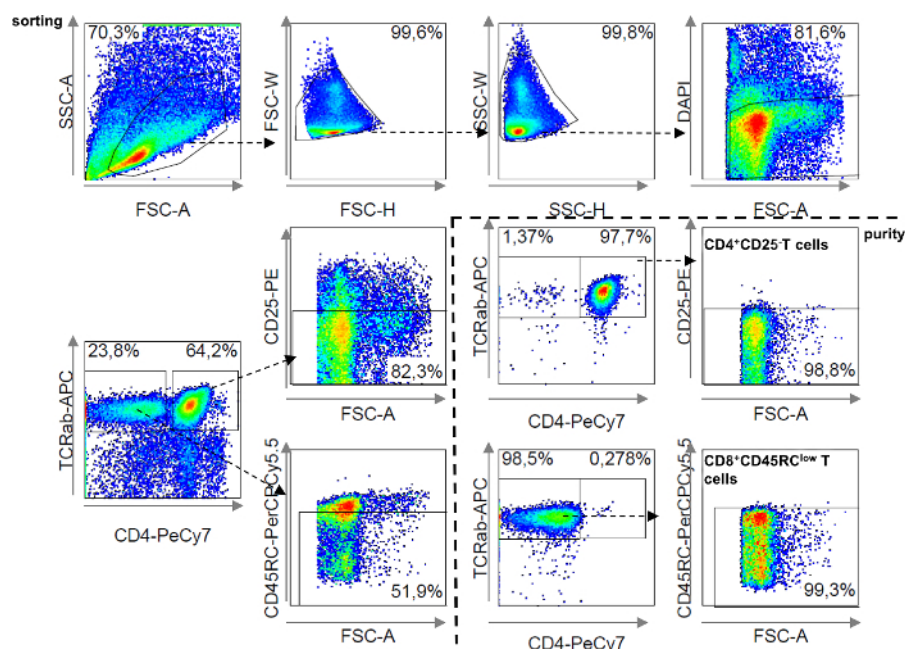 sorting
70,3%
SSC-A
FSC-A
99,6%
FSC-W
FSC-H
99,8%
SSC-W
SSC-H
81,6%
DAPI
FSC-A
purity
23,8% 64,2%
TCRab-APC
CD4-PeCy7
CD25-PE
82,3%
FSC-A
CD45RC-PerCPCy5.5
51,9%
FSC-A
1,37% 97,7%
TCRab-APC
CD4-PeCy7
CD4⁺CD25⁻T cells
CD25-PE
98,8%
FSC-A
98,5% 0,278%
TCRab-APC
CD4-PeCy7
CD8⁺CD45RCˡᵒʷ T
cells
CD45RC-PerCPCy5.5
99,3%
FSC-A